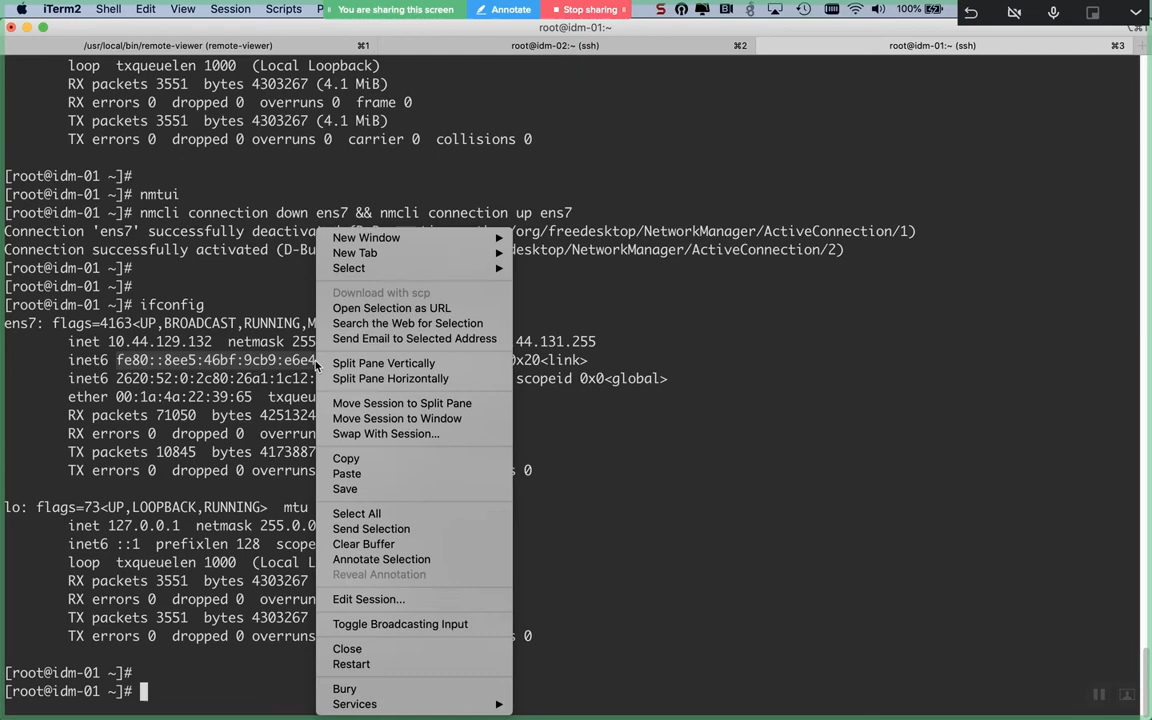 iTerm2 Shell Edit View Session Scripts P
You are sharing this screen Annotate Stop sharing
100%
root@idm-01:~
/usr/local/bin/remote-viewer (remote-viewer) ⌘1 root@idm-02:~ (ssh) ⌘2 root@idm-01:~ (ssh) ⌘3
loop txqueuelen 1000 (Local Loopback)
RX packets 3551 bytes 4303267 (4.1 MiB)
RX errors 0 dropped 0 overruns 0 frame 0
TX packets 3551 bytes 4303267 (4.1 MiB)
TX errors 0 dropped 0 overruns 0 carrier 0 collisions 0
[root@idm-01 ~]#
[root@idm-01 ~]# nmtui
[root@idm-01 ~]# nmcli connection down ens7 && nmcli connection up ens7
Connection 'ens7' successfully deactiva org/freedesktop/NetworkManager/ActiveConnection/1)
Connection successfully activated (D-Bu desktop/NetworkManager/ActiveConnection/2)
[root@idm-01 ~]#
[root@idm-01 ~]#
[root@idm-01 ~]# ifconfig
ens7: flags=4163<UP,BROADCAST,RUNNING,M
inet 10.44.129.132 netmask 255 44.131.255
inet6 fe80::8ee5:46bf:9cb9:e6e4 0x20<link>
inet6 2620:52:0:2c80:26a1:1c12: scopeid 0x0<global>
ether 00:1a:4a:22:39:65 txqueu
RX packets 71050 bytes 4251324
RX errors 0 dropped 0 overruns
TX packets 10845 bytes 4173887
TX errors 0 dropped 0 overruns s 0
lo: flags=73<UP,LOOPBACK,RUNNING> mtu
inet 127.0.0.1 netmask 255.0.0
inet6 ::1 prefixlen 128 scope
loop txqueuelen 1000 (Local L
RX packets 3551 bytes 4303267
RX errors 0 dropped 0 overruns
TX packets 3551 bytes 4303267
TX errors 0 dropped 0 overruns s 0
[root@idm-01 ~]#
[root@idm-01 ~]#
New Window
New Tab
Select
Download with scp
Open Selection as URL
Search the Web for Selection
Send Email to Selected Address
Split Pane Vertically
Split Pane Horizontally
Move Session to Split Pane
Move Session to Window
Swap With Session...
Copy
Paste
Save
Select All
Send Selection
Clear Buffer
Annotate Selection
Reveal Annotation
Edit Session...
Toggle Broadcasting Input
Close
Restart
Bury
Services